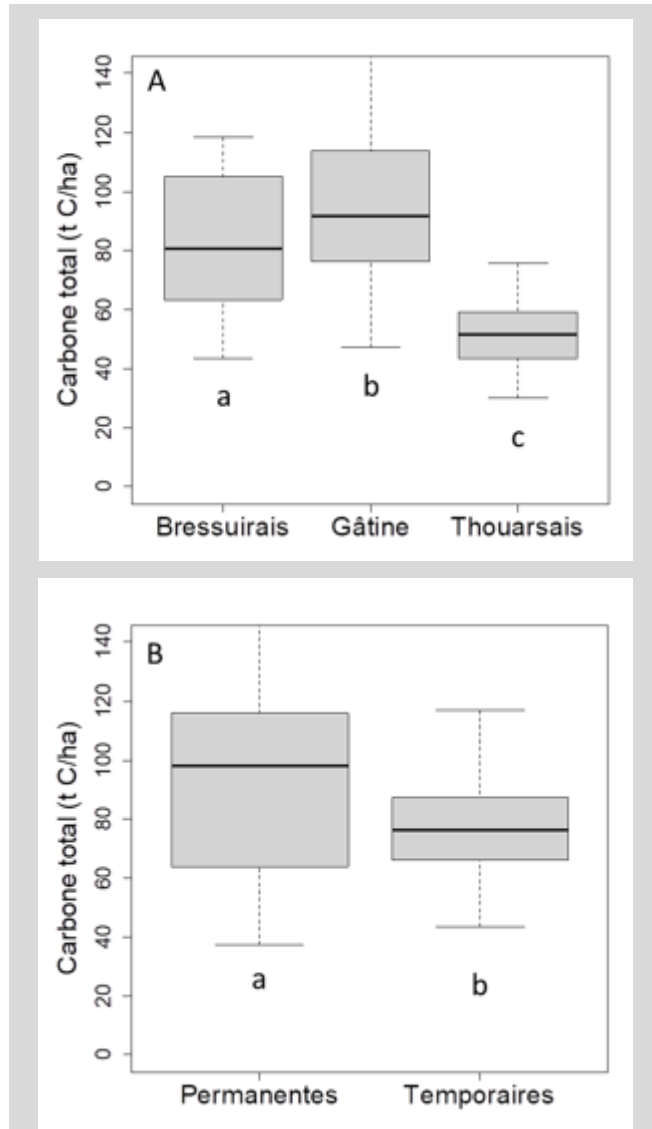 A
Carbone total (t C/ha)
140
120
100
80
60
40
20
0
a
b
c
Bressuirais Gâtine Thouarsais
B
Carbone total (t C/ha)
140
120
100
80
60
40
20
0
a
b
Permanentes Temporaires